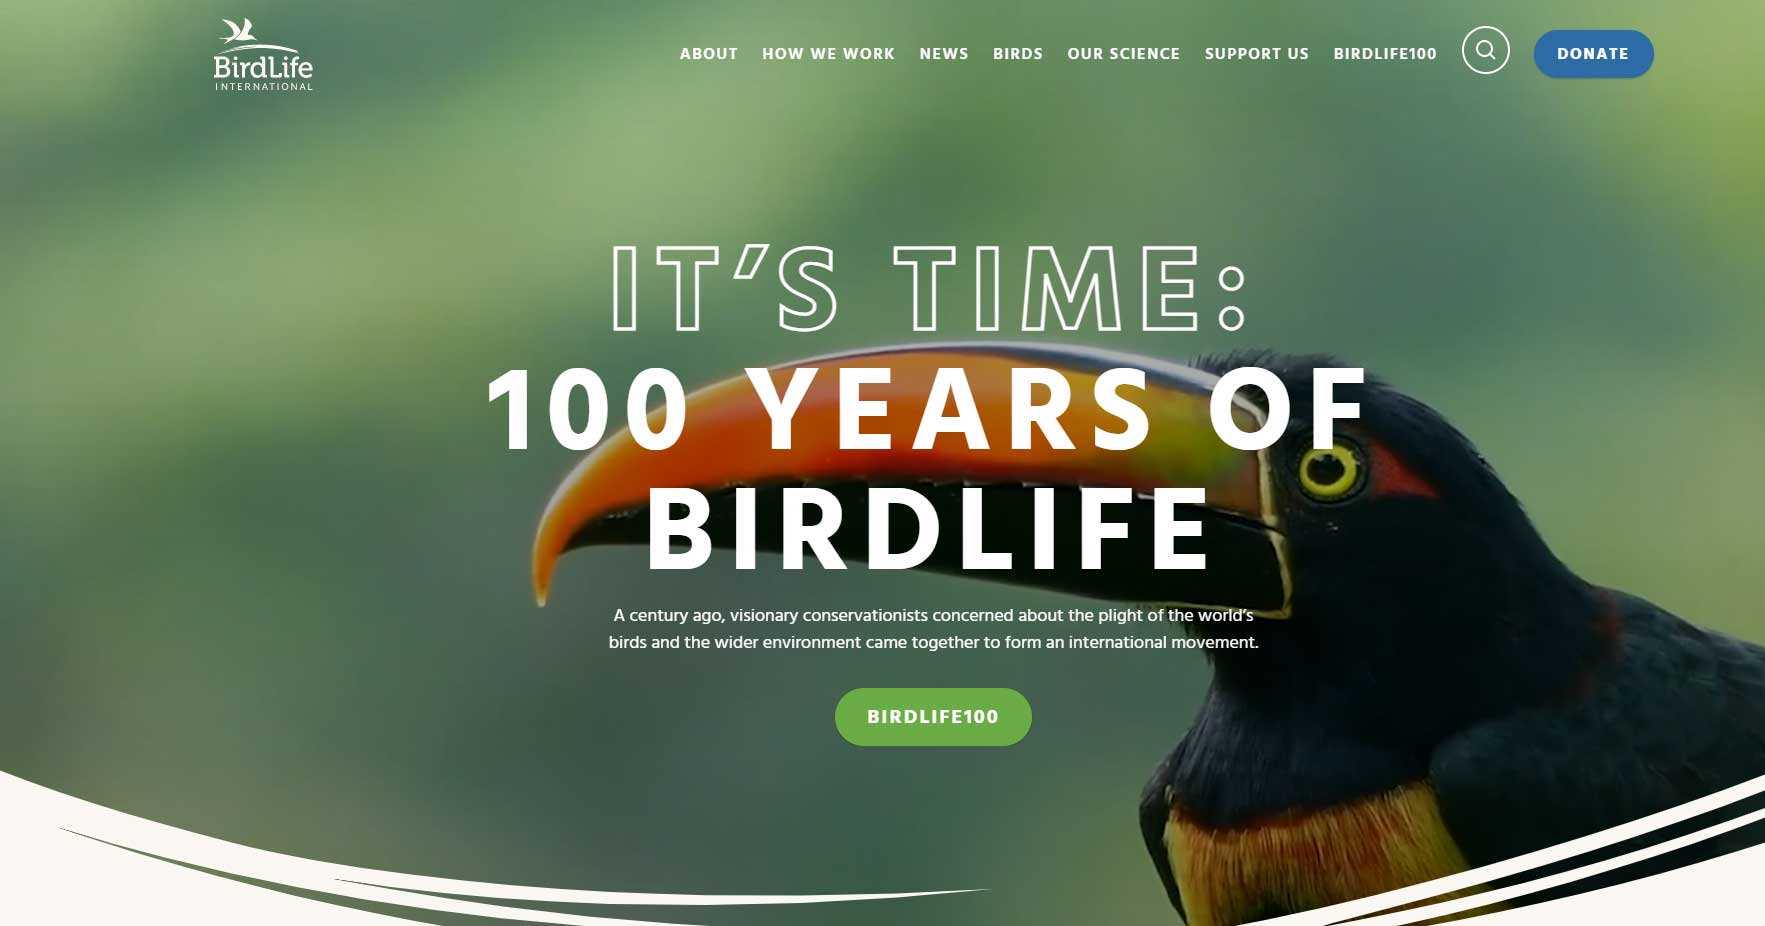 BirdLife
INTERNATIONAL
ABOUT HOW WE WORK NEWS BIRDS OUR SCIENCE SUPPORT US BIRDLIFE100 DONATE
IT’S TIME:
100 YEARS OF
BIRDLIFE
A century ago, visionary conservationists concerned about the plight of the world’s
birds and the wider environment came together to form an international movement.
BIRDLIFE100